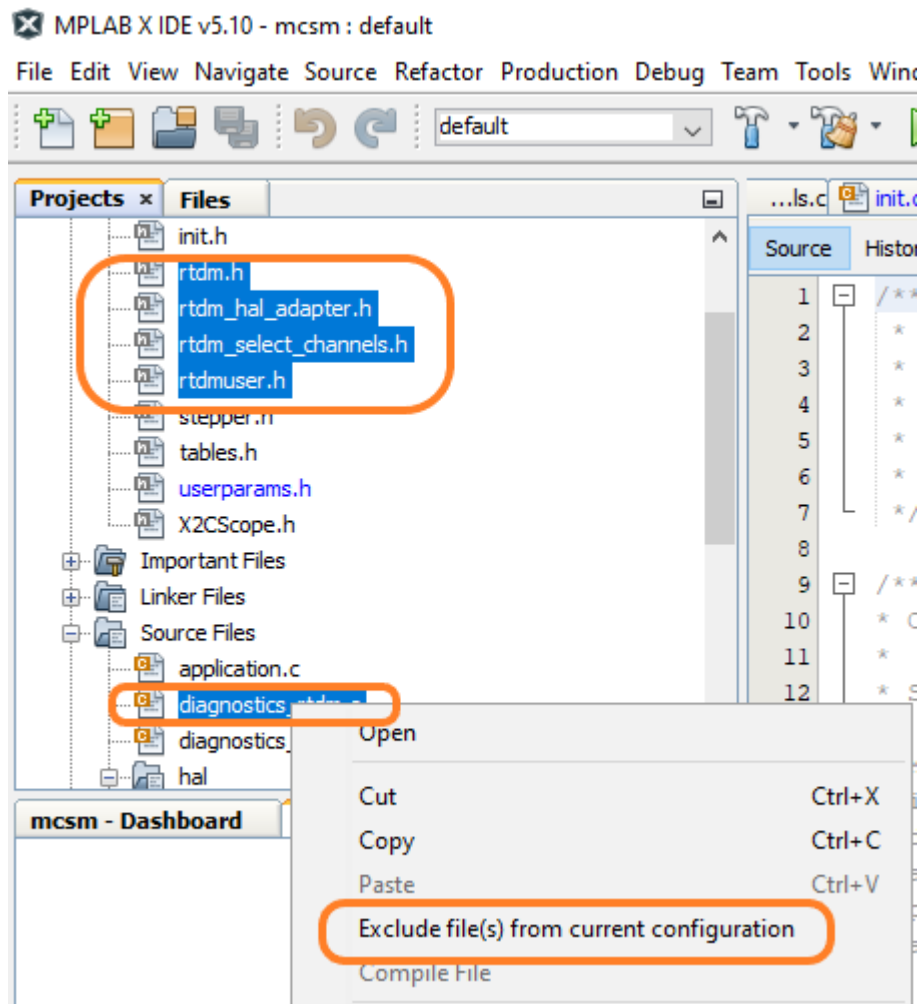 MPLAB X IDE v5.10 - mcsm : default
File Edit View Navigate Source Refactor Production Debug Team Tools
default
Projects × Files
...ls.c init.
Source
init.h
rtdm.h
rtdm_hal_adapter.h
rtdm_select_channels.h
rtdmuser.h
stepper.h
tables.h
userparams.h
X2CScope.h
Important Files
Linker Files
Source Files
application.c
diagnostics_rtdm.c
diagnostics_
hal
1 /**
2 *
3 *
4 *
5 *
6 *
7 */
8
9 /**
10 *
11 *
12 *
mcsm - Dashboard
Open
Cut Ctrl+X
Copy Ctrl+C
Paste Ctrl+V
Exclude file(s) from current configuration
Compile File